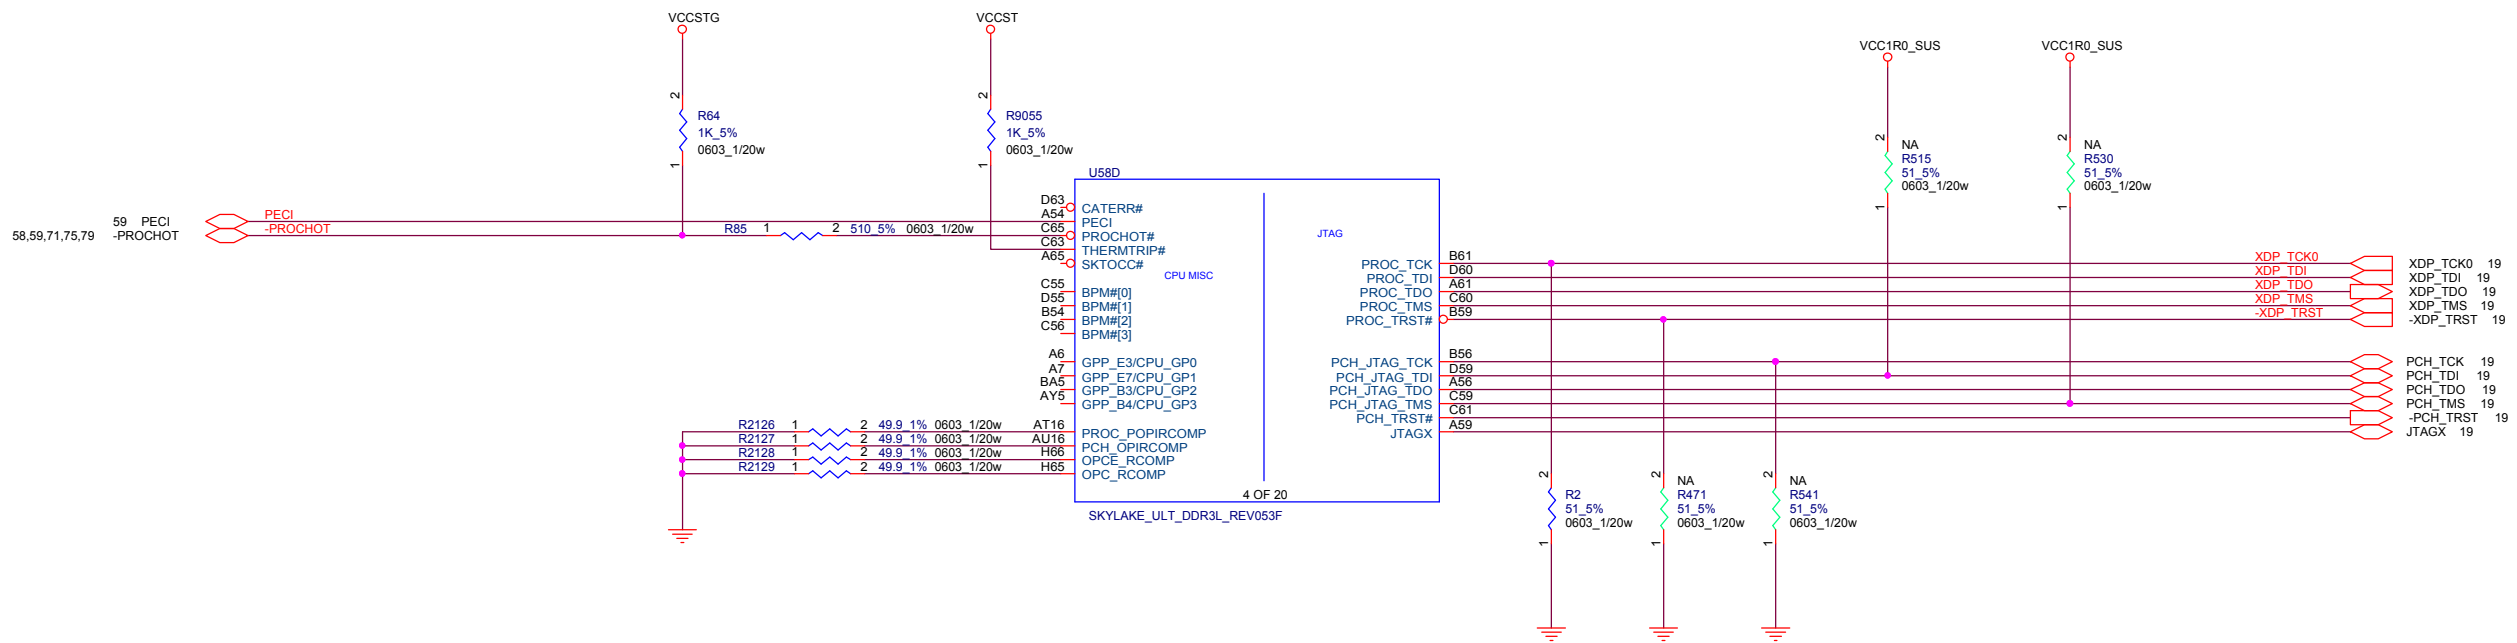 VCCSTG
VCCST
VCC1R0_SUS
VCC1R0_SUS
2
R64
1K_5%
0603_1/20w
1
2
R9055
1K_5%
0603_1/20w
1
2
NA
R515
51_5%
0603_1/20w
1
2
NA
R530
51_5%
0603_1/20w
1
59 PECI
58,59,71,75,79 -PROCHOT
PECI
-PROCHOT
R85 1 2 510_5% 0603_1/20w
U58D
D63 CATERR#
A54 PECI
C65 PROCHOT#
C63 THERMTRIP#
A65 SKTOCC#
CPU MISC
JTAG
C55 BPM#[0]
D55 BPM#[1]
B54 BPM#[2]
C56 BPM#[3]
A6 GPP_E3/CPU_GP0
A7 GPP_E7/CPU_GP1
BA5 GPP_B3/CPU_GP2
AY5 GPP_B4/CPU_GP3
R2126 1 2 49.9_1% 0603_1/20w AT16 PROC_POPIRCOMP
R2127 1 2 49.9_1% 0603_1/20w AU16 PCH_OPIRCOMP
R2128 1 2 49.9_1% 0603_1/20w H66 OPCE_RCOMP
R2129 1 2 49.9_1% 0603_1/20w H65 OPC_RCOMP
PROC_TCK B61 XDP_TCK0 XDP_TCK0 19
PROC_TDI D60 XDP_TDI XDP_TDI 19
PROC_TDO A61 XDP_TDO XDP_TDO 19
PROC_TMS C60 XDP_TMS XDP_TMS 19
PROC_TRST# B59 -XDP_TRST -XDP_TRST 19
PCH_JTAG_TCK B56 PCH_TCK 19
PCH_JTAG_TDI D59 PCH_TDI 19
PCH_JTAG_TDO A56 PCH_TDO 19
PCH_JTAG_TMS C59 PCH_TMS 19
PCH_TRST# C61 -PCH_TRST 19
JTAGX A59 JTAGX 19
4 OF 20
SKYLAKE_ULT_DDR3L_REV053F
2
R2
51_5%
0603_1/20w
1
2
NA
R471
51_5%
0603_1/20w
1
2
NA
R541
51_5%
0603_1/20w
1